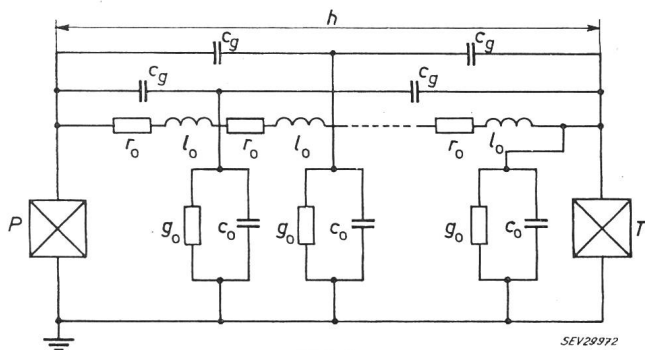 h
c_g
c_g
c_g
c_g
r_o l_o r_o l_o r_o l_o
P g_o c_o g_o c_o g_o c_o T
SEV29972